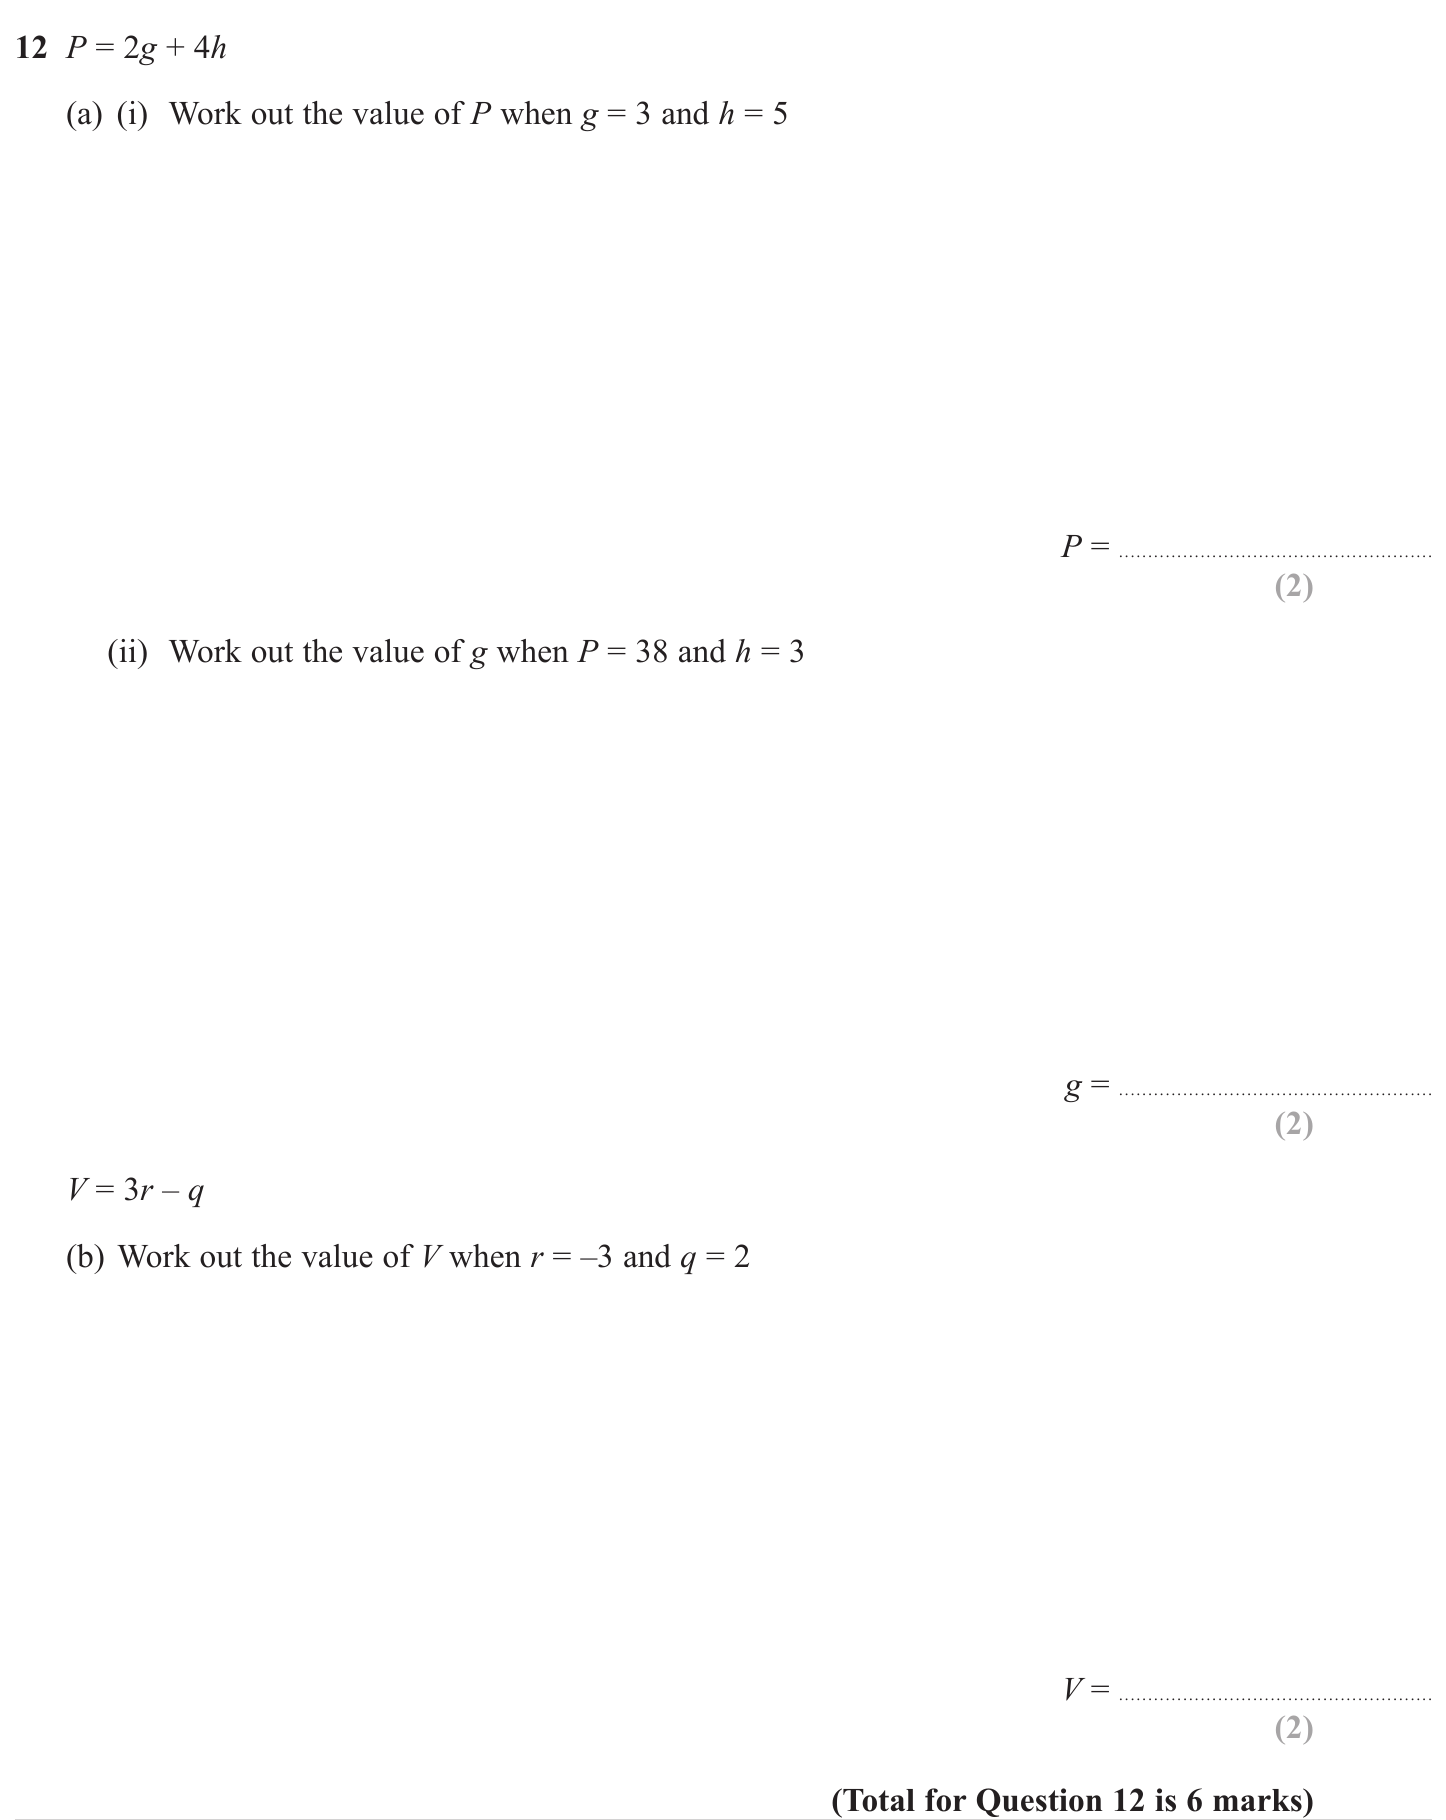 12 P = 2g + 4h
(a) (i) Work out the value of P when g = 3 and h = 5
P = ......................................................
(2)
(ii) Work out the value of g when P = 38 and h = 3
g = ......................................................
(2)
V = 3r – q
(b) Work out the value of V when r = –3 and q = 2
V = ......................................................
(2)
(Total for Question 12 is 6 marks)